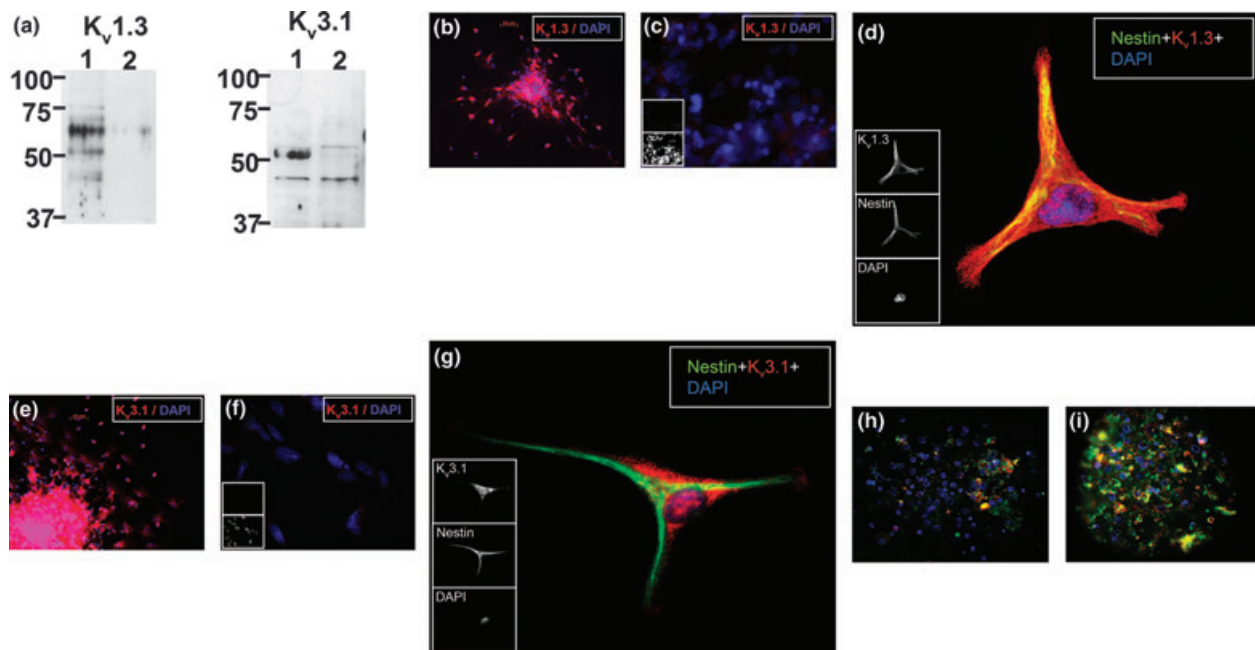 (a)
Kv1.3
1 2
100
75
50
37
Kv3.1
1 2
100
75
50
37
(b)
Kv1.3 / DAPI
(c)
Kv1.3 / DAPI
(d)
Nestin+Kv1.3+
DAPI
Kv1.3
Nestin
DAPI
(e)
Kv3.1 / DAPI
(f)
Kv3.1 / DAPI
(g)
Nestin+Kv3.1+
DAPI
Kv3.1
Nestin
DAPI
(h)
(i)